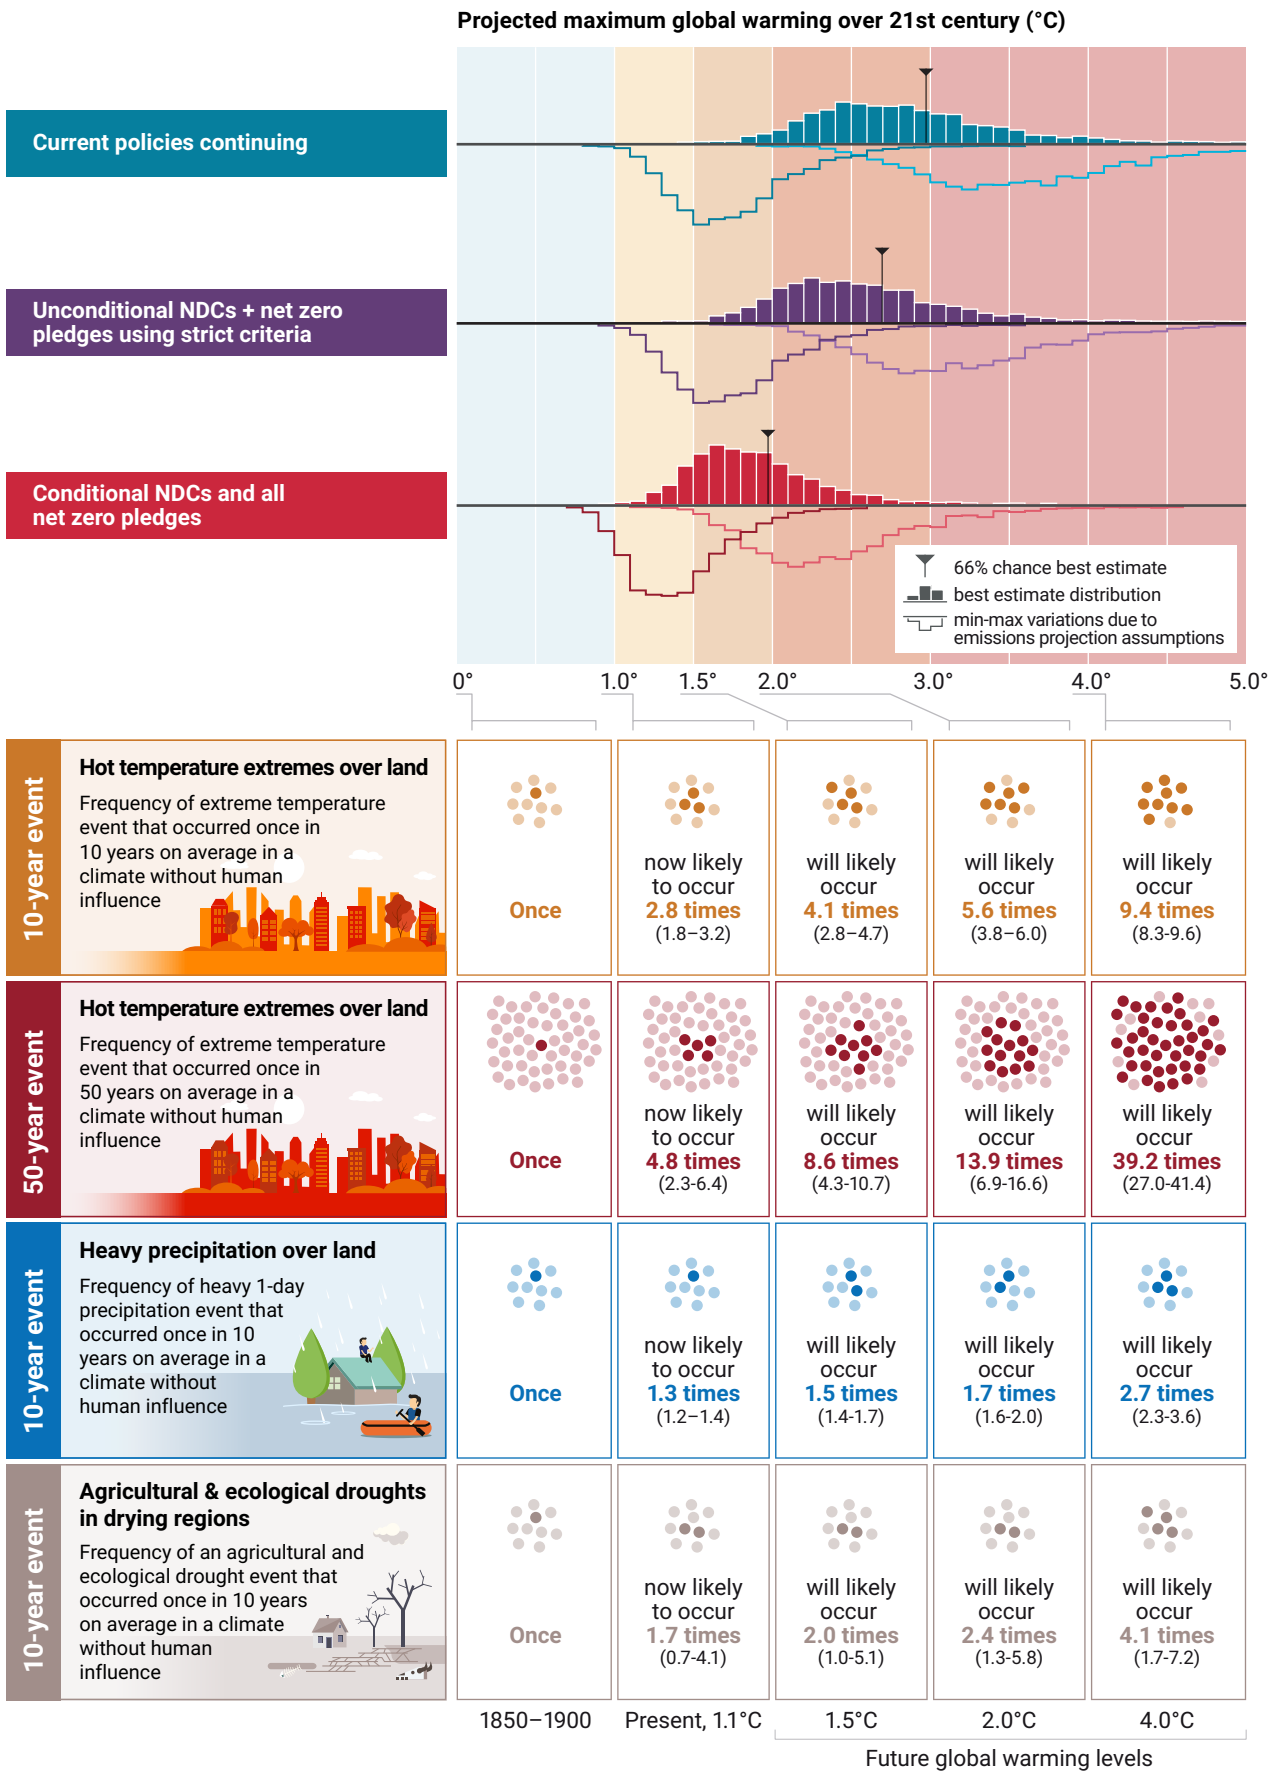 Projected maximum global warming over 21st century (°C)
Current policies continuing
Unconditional NDCs + net zero
pledges using strict criteria
Conditional NDCs and all
net zero pledges
66% chance best estimate
best estimate distribution
min-max variations due to
emissions projection assumptions
0°
1.0°
1.5°
2.0°
3.0°
4.0°
5.0°
10-year event
Hot temperature extremes over land
Frequency of extreme temperature
event that occurred once in
10 years on average in a
climate without human
influence
Once
now likely
to occur
2.8 times
(1.8–3.2)
will likely
occur
4.1 times
(2.8–4.7)
will likely
occur
5.6 times
(3.8–6.0)
will likely
occur
9.4 times
(8.3-9.6)
50-year event
Hot temperature extremes over land
Frequency of extreme temperature
event that occurred once in
50 years on average in a
climate without human
influence
Once
now likely
to occur
4.8 times
(2.3-6.4)
will likely
occur
8.6 times
(4.3-10.7)
will likely
occur
13.9 times
(6.9-16.6)
will likely
occur
39.2 times
(27.0-41.4)
10-year event
Heavy precipitation over land
Frequency of heavy 1-day
precipitation event that
occurred once in 10
years on average in a
climate without
human influence
Once
now likely
to occur
1.3 times
(1.2–1.4)
will likely
occur
1.5 times
(1.4-1.7)
will likely
occur
1.7 times
(1.6-2.0)
will likely
occur
2.7 times
(2.3-3.6)
10-year event
Agricultural & ecological droughts
in drying regions
Frequency of an agricultural and
ecological drought event that
occurred once in 10 years
on average in a climate
without human
influence
Once
now likely
to occur
1.7 times
(0.7-4.1)
will likely
occur
2.0 times
(1.0-5.1)
will likely
occur
2.4 times
(1.3-5.8)
will likely
occur
4.1 times
(1.7-7.2)
1850–1900
Present, 1.1°C
1.5°C
2.0°C
4.0°C
Future global warming levels